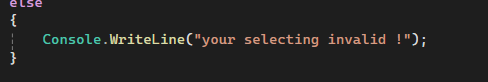 else
{
Console.WriteLine("your selecting invalid !");
}